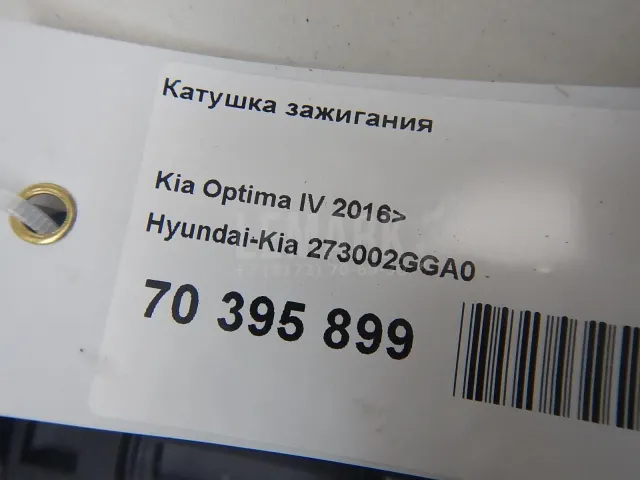 Катушка зажигания
Kia Optima IV 2016>
Hyundai-Kia 273002GGA0
70 395 899